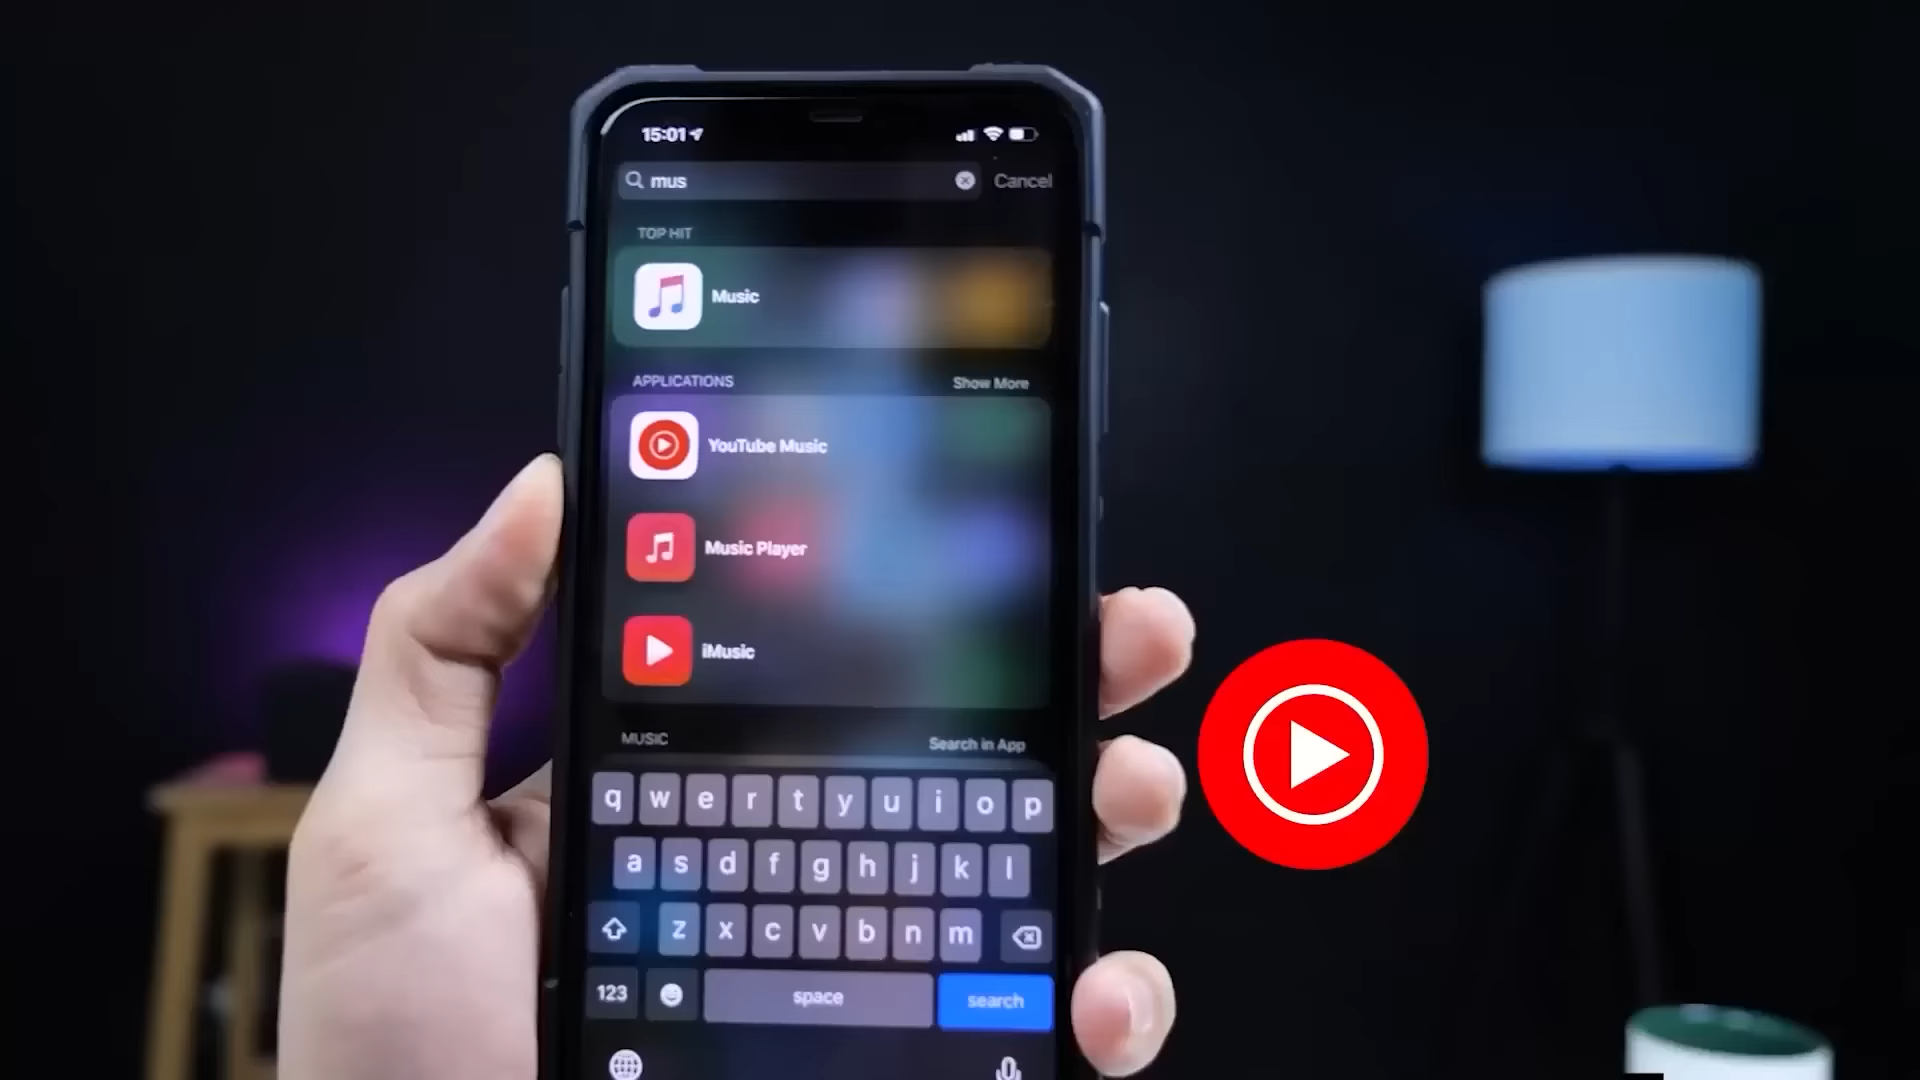 15:01
mus
Cancel
TOP HIT
Music
APPLICATIONS
Show More
YouTube Music
Music Player
iMusic
MUSIC
Search in App
q w e r t y u i o p
a s d f g h j k l
z x c v b n m
123
space
search